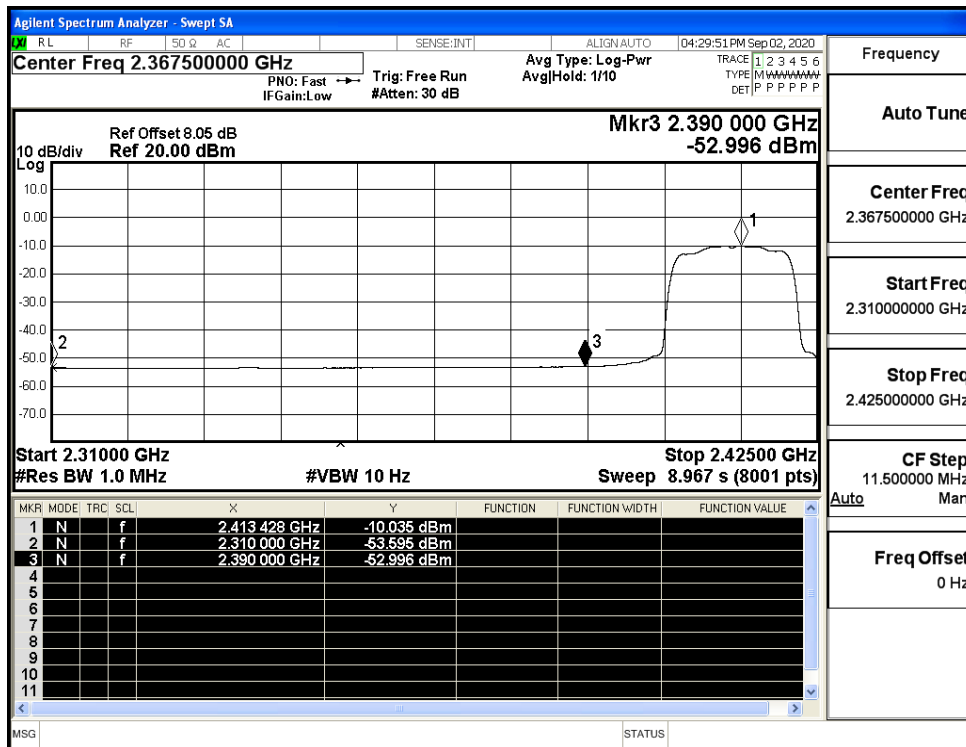 Agilent Spectrum Analyzer - Swept SA
LXI RL RF 50 Ω AC SENSE:INT ALIGNAUTO 04:29:51PM Sep 02, 2020
Center Freq 2.367500000 GHz
PNO: Fast
IFGain:Low
Trig: Free Run
#Atten: 30 dB
Avg Type: Log-Pwr
Avg|Hold: 1/10
TRACE 1 2 3 4 5 6
TYPE MWWWWW
DET P P P P P P
Mkr3 2.390 000 GHz
-52.996 dBm
Ref Offset 8.05 dB
10 dB/div Ref 20.00 dBm
Log
10.0
0.00
-10.0
-20.0
-30.0
-40.0
-50.0
-60.0
-70.0
1
2
3
Start 2.31000 GHz Stop 2.42500 GHz
#Res BW 1.0 MHz #VBW 10 Hz Sweep 8.967 s (8001 pts)
MKR MODE TRC SCL X Y FUNCTION FUNCTION WIDTH FUNCTION VALUE
1 N f 2.413 428 GHz -10.035 dBm
2 N f 2.310 000 GHz -53.595 dBm
3 N f 2.390 000 GHz -52.996 dBm
4
5
6
7
8
9
10
11
MSG STATUS
Frequency
Auto Tune
Center Freq
2.367500000 GHz
Start Freq
2.310000000 GHz
Stop Freq
2.425000000 GHz
CF Step
11.500000 MHz
Auto Man
Freq Offset
0 Hz